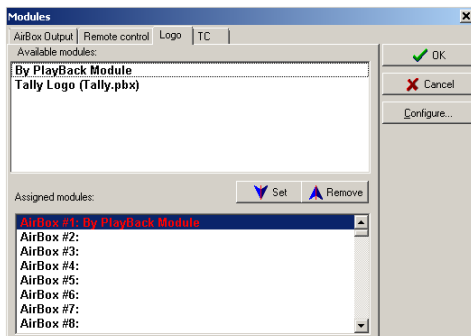 Modules
AirBox Output Remote control Logo TC
Available modules:
By PlayBack Module
Tally Logo (Tally.pbx)
OK
Cancel
Configure...
Assigned modules:
Set Remove
AirBox #1: By PlayBack Module
AirBox #2:
AirBox #3:
AirBox #4:
AirBox #5:
AirBox #6:
AirBox #7:
AirBox #8: